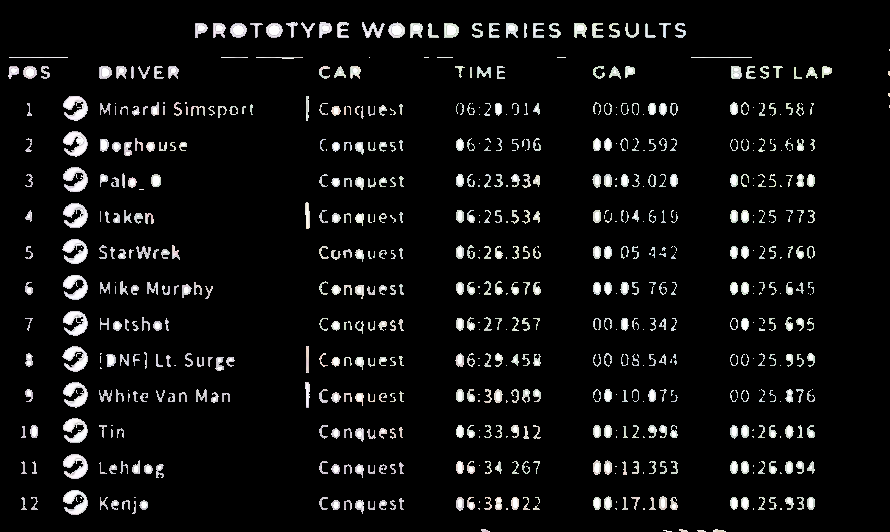 PROTOTYPE WORLD SERIES RESULTS
POS DRIVER CAR TIME GAP BEST LAP
1 Minardi Simsport Conquest 06:20.914 00:00.000 00:25.587
2 Doghouse Conquest 06:23.506 00:02.592 00:25.683
3 Conquest 06:23.934 00:03.020 00:25.780
4 Itaken Conquest 06:25.534 00:04.619 00:25.773
5 StarWrek Conquest 06:26.356 00:05.442 00:25.760
6 Mike Murphy Conquest 06:26.676 00:05.762 00:25.645
7 Hotshot Conquest 06:27.257 00:06.342 00:25.695
8 [DNF] Lt. Surge Conquest 06:29.458 00:08.544 00:25.959
9 White Van Man Conquest 06:30.989 00:10.075 00:25.876
10 Tin Conquest 06:33.912 00:12.998 00:26.016
11 Lehdog Conquest 06:34.267 00:13.353 00:26.094
12 Kenjo Conquest 06:38.022 00:17.108 00:25.930